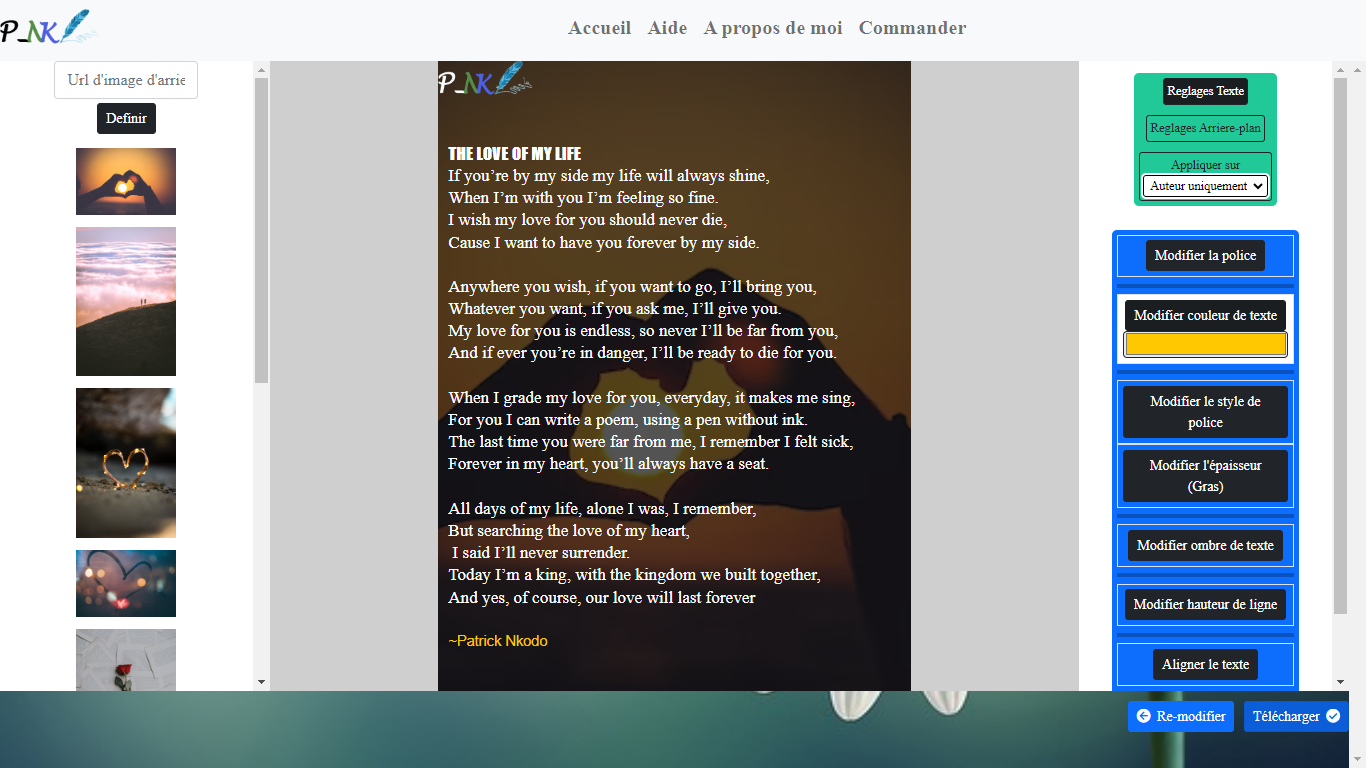 P_NK
Accueil Aide A propos de moi Commander
Url d'image d'arrie
Definir
P_NK
THE LOVE OF MY LIFE
If you’re by my side my life will always shine,
When I’m with you I’m feeling so fine.
I wish my love for you should never die,
Cause I want to have you forever by my side.
Anywhere you wish, if you want to go, I’ll bring you,
Whatever you want, if you ask me, I’ll give you.
My love for you is endless, so never I’ll be far from you,
And if ever you’re in danger, I’ll be ready to die for you.
When I grade my love for you, everyday, it makes me sing,
For you I can write a poem, using a pen without ink.
The last time you were far from me, I remember I felt sick,
Forever in my heart, you’ll always have a seat.
All days of my life, alone I was, I remember,
But searching the love of my heart,
I said I’ll never surrender.
Today I’m a king, with the kingdom we built together,
And yes, of course, our love will last forever
~Patrick Nkodo
Reglages Texte
Reglages Arriere-plan
Appliquer sur
Auteur uniquement
Modifier la police
Modifier couleur de texte
Modifier le style de
police
Modifier l'épaisseur
(Gras)
Modifier ombre de texte
Modifier hauteur de ligne
Aligner le texte
Re-modifier
Télécharger